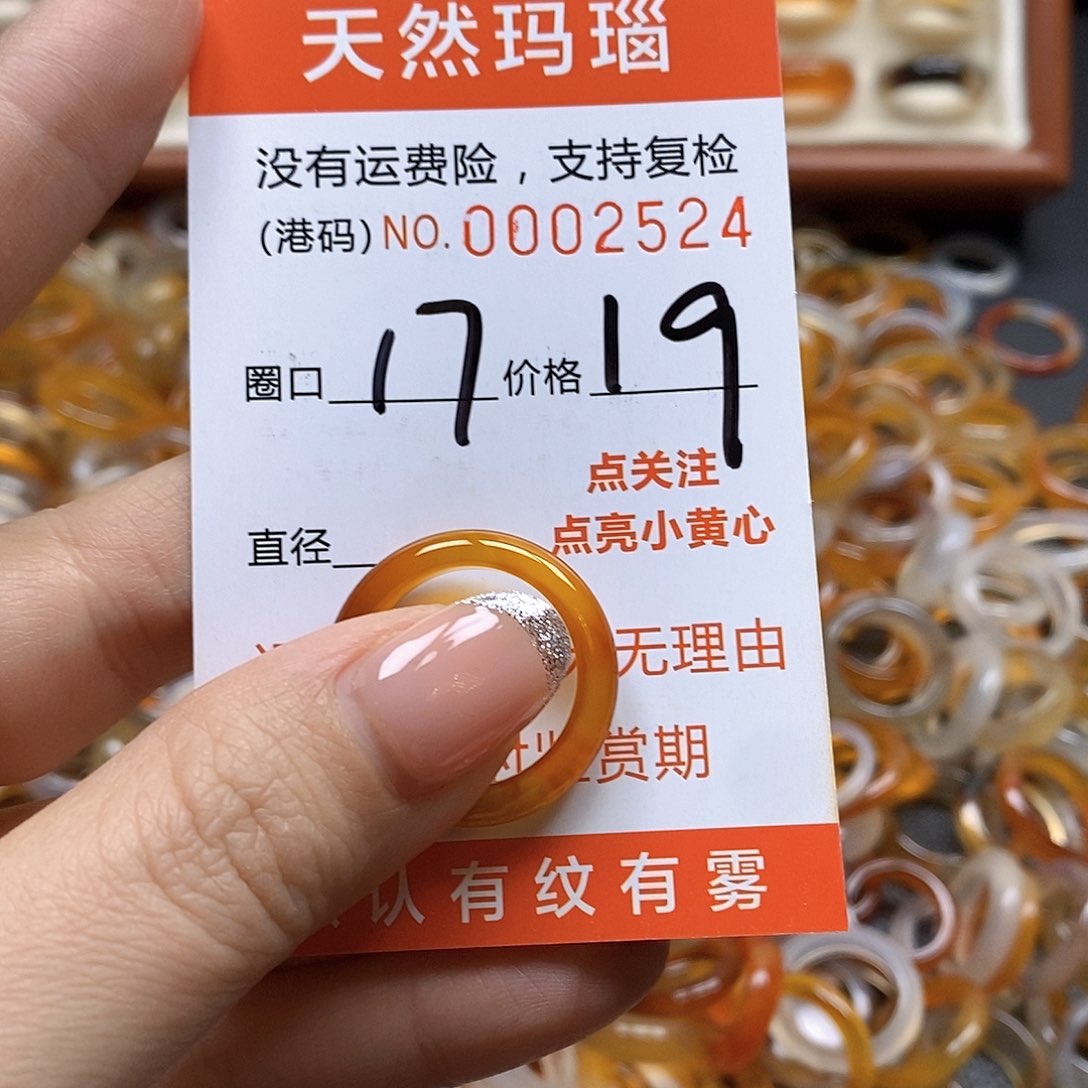 天然玛瑙
没有运费险，支持复检
(港码) NO. 0002524
圈口 17 价格 19
点关注
点亮小黄心
直径
无理由
赏期
认有纹有雾